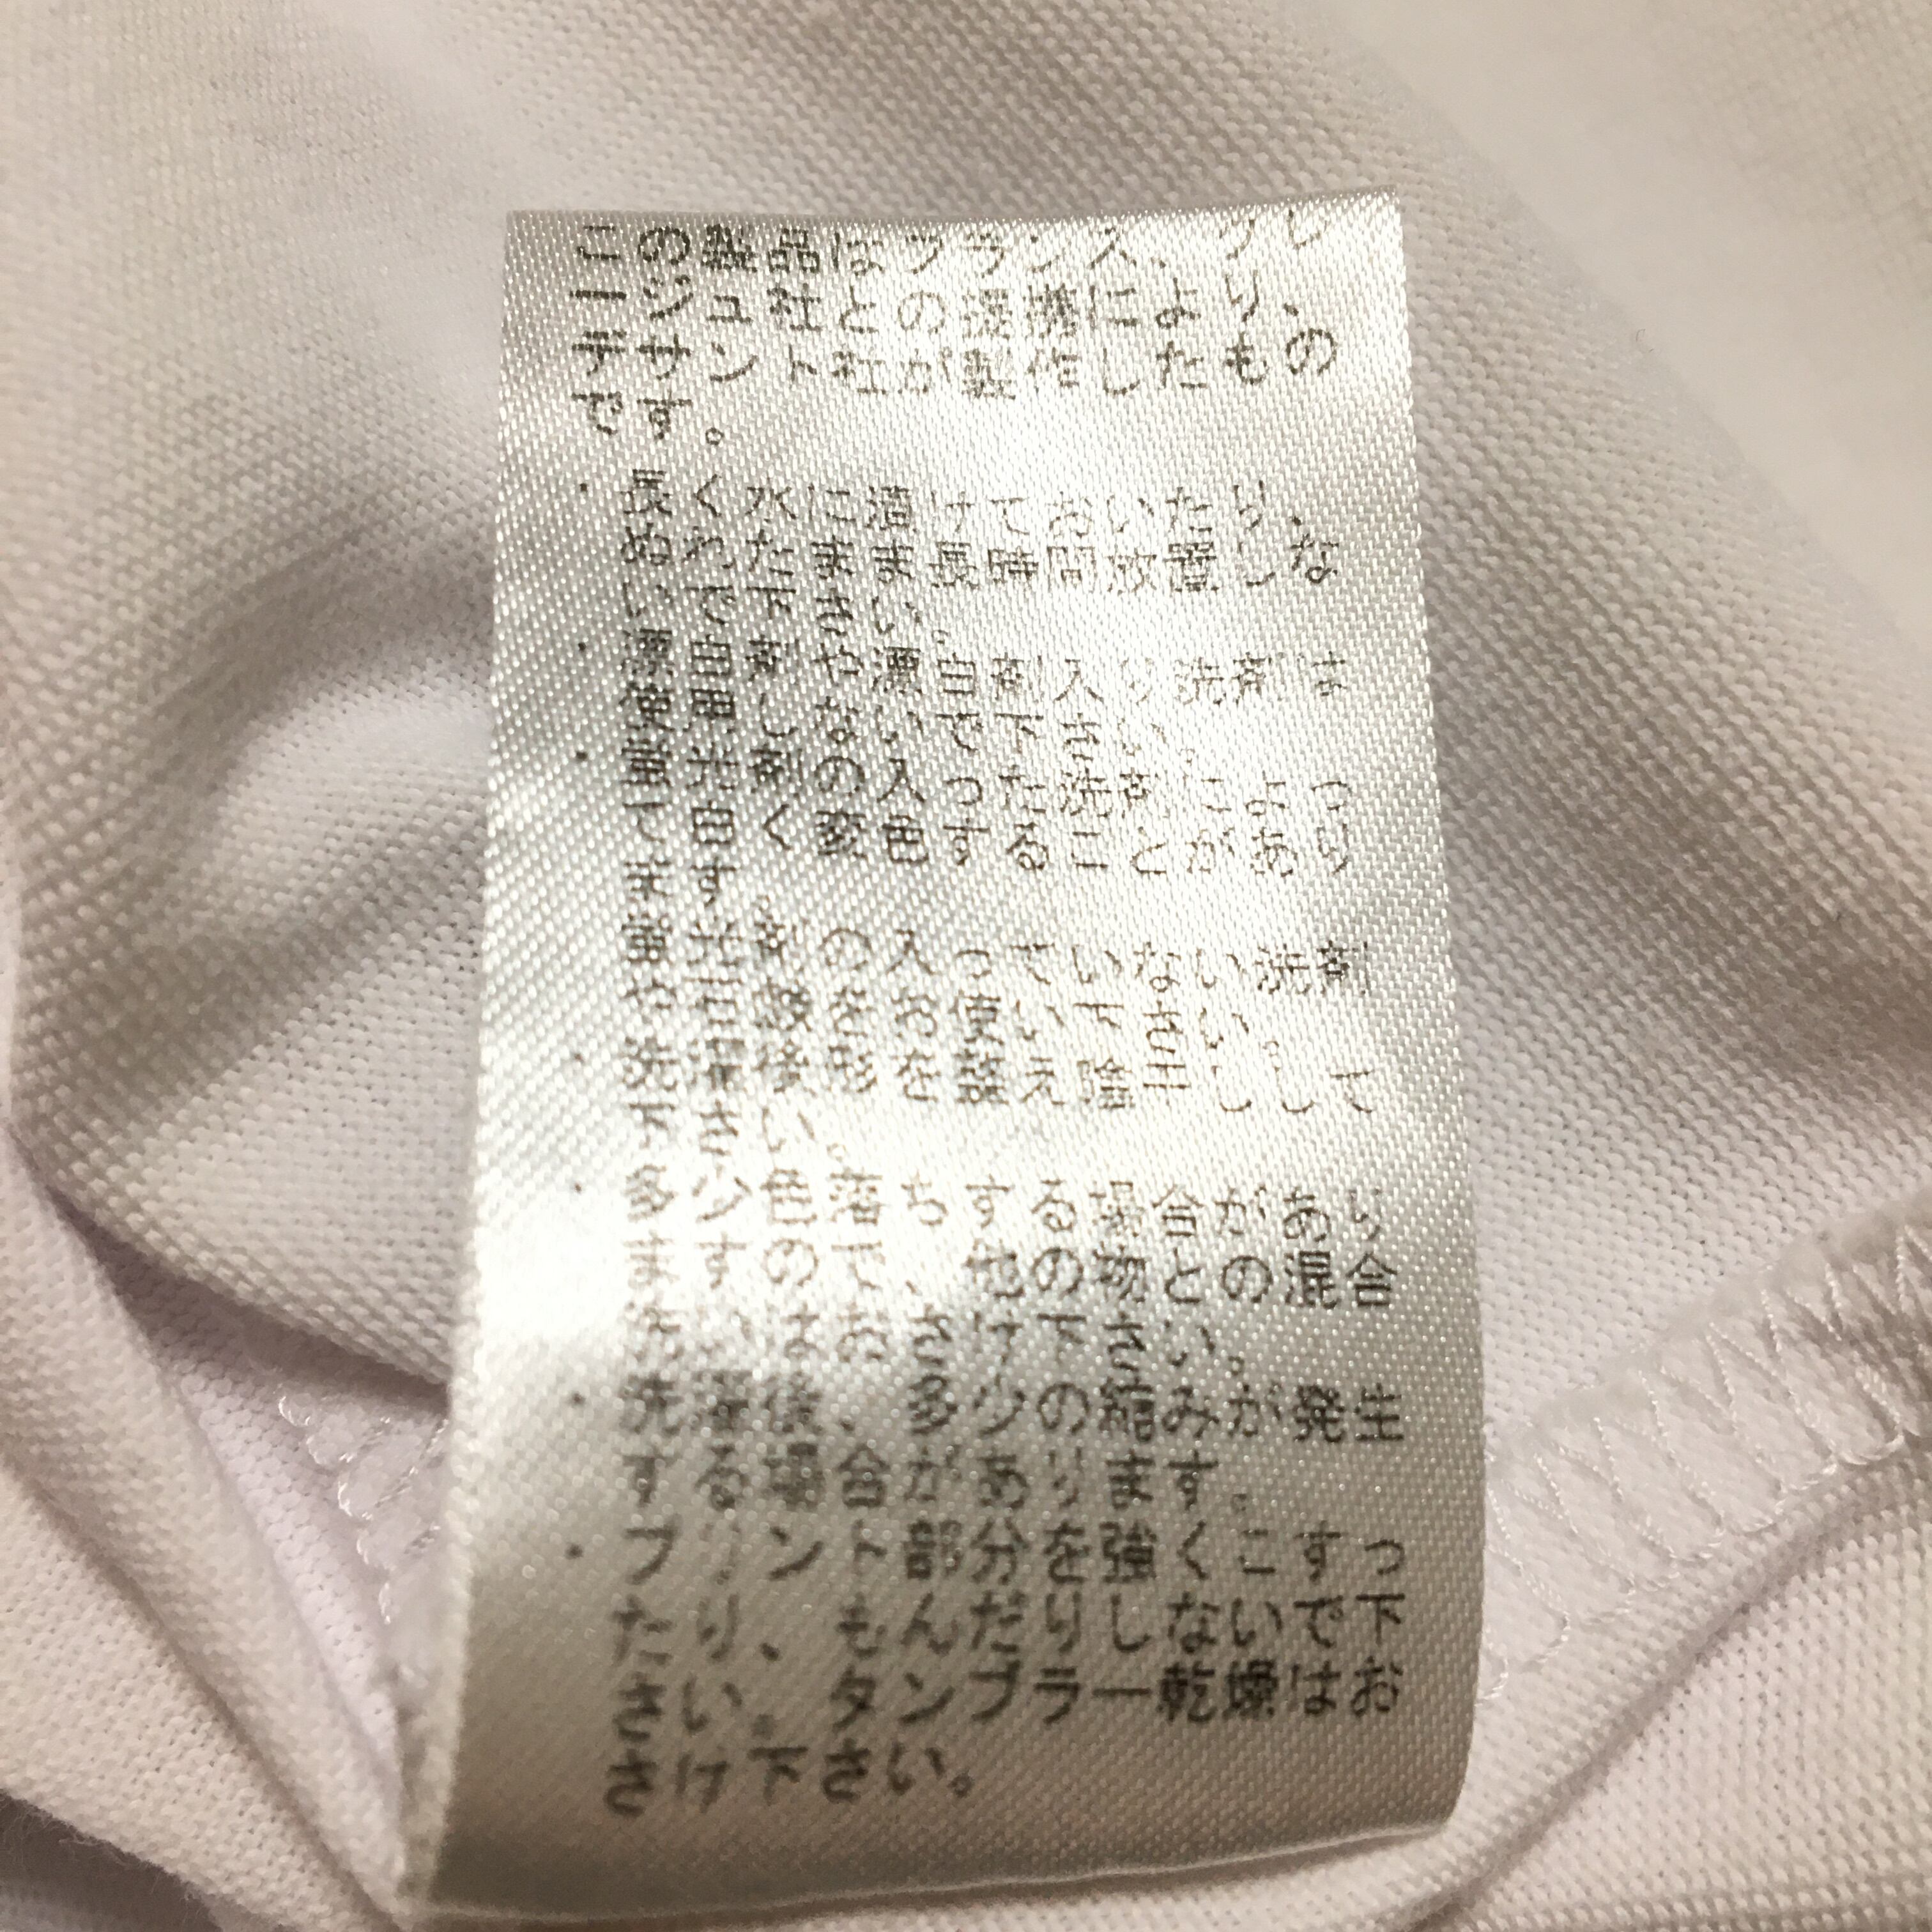 この製品はフランス、クレ
ージュ社との提携により、
デサント社が製作したもの
です。
・長く水に漬けておいたり、
ぬれたまま長時間放置しな
いで下さい。
・漂白剤や漂白剤入り洗剤は
使用しないで下さい。
・蛍光剤の入った洗剤によっ
て白く変色することがあり
ます。
蛍光剤の入っていない洗剤
や石鹸をお使い下さい。
・洗濯後形を整え陰干しして
下さい。
・多少色落ちする場合があり
ますので、他の物との混合
洗いはおさけ下さい。
・洗濯後、多少の縮みが発生
する場合があります。
・プリント部分を強くこすっ
たり、もんだりしないで下
さい。タンブラー乾燥はお
さけ下さい。